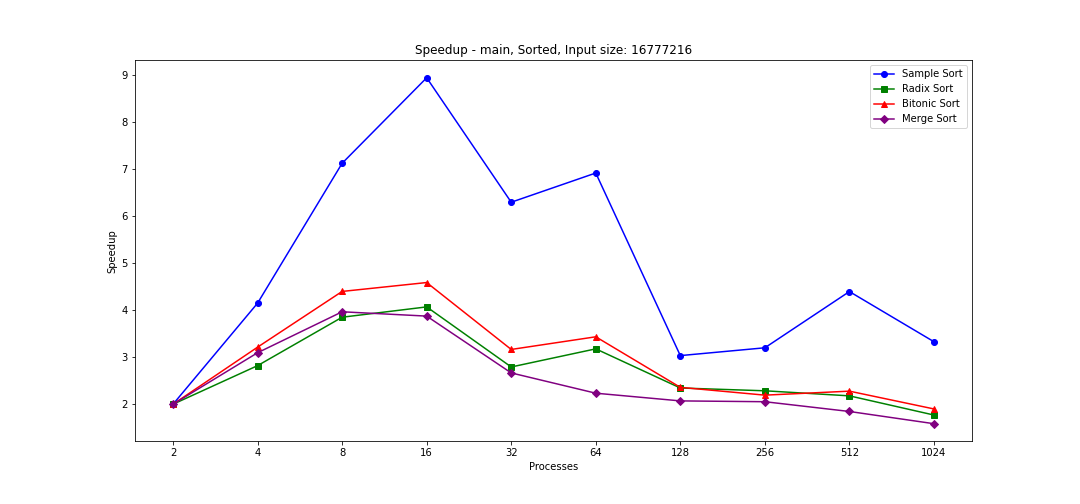 Speedup - main, Sorted, Input size: 16777216
Sample Sort
Radix Sort
Bitonic Sort
Merge Sort
Speedup
9
8
7
6
5
4
3
2
2 4 8 16 32 64 128 256 512 1024
Processes